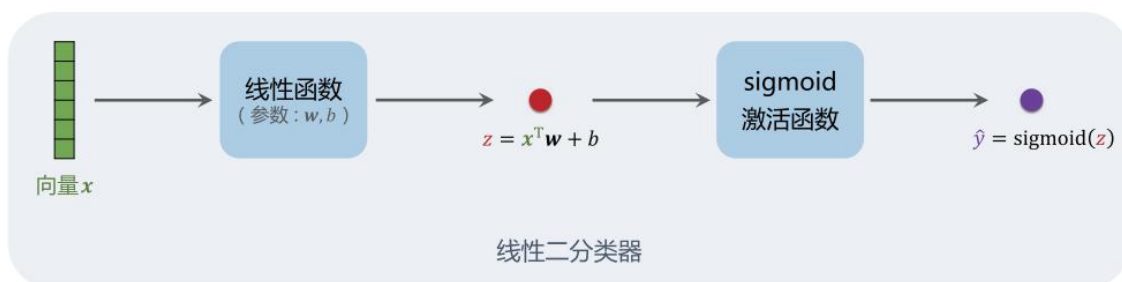 向量x
线性函数
(参数:w,b)
z = xᵀw + b
sigmoid
激活函数
ŷ = sigmoid(z)
线性二分类器